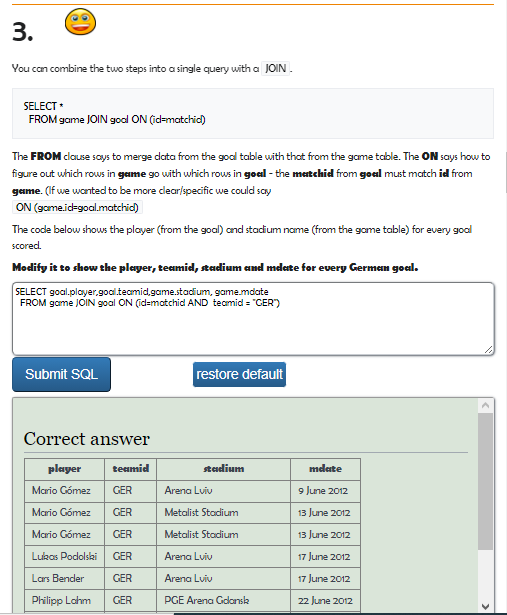 3.
You can combine the two steps into a single query with a JOIN .
SELECT *
FROM game JOIN goal ON (id=matchid)
The FROM clause says to merge data from the goal table with that from the game table. The ON says how to
figure out which rows in game go with which rows in goal - the matchid from goal must match id from
game. (If we wanted to be more clear/specific we could say
ON (game.id=goal.matchid)
The code below shows the player (from the goal) and stadium name (from the game table) for every goal
scored.
Modify it to show the player, teamid, stadium and mdate for every German goal.
SELECT goal.player,goal.teamid,game.stadium, game.mdate
FROM game JOIN goal ON (id=matchid AND teamid = "GER")
Submit SQL restore default
Correct answer
player teamid stadium mdate
Mario Gómez GER Arena Lviv 9 June 2012
Mario Gómez GER Metalist Stadium 13 June 2012
Mario Gómez GER Metalist Stadium 13 June 2012
Lukas Podolski GER Arena Lviv 17 June 2012
Lars Bender GER Arena Lviv 17 June 2012
Philipp Lahm GER PGE Arena Gdansk 22 June 2012